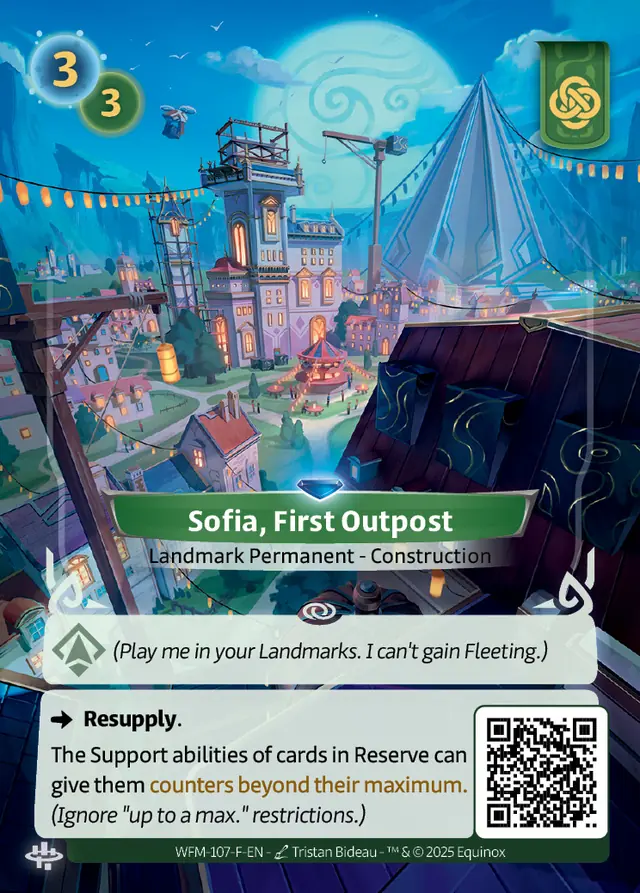 3
3
Sofia, First Outpost
Landmark Permanent - Construction
(Play me in your Landmarks. I can't gain Fleeting.)
Resupply.
The Support abilities of cards in Reserve can
give them counters beyond their maximum.
(Ignore "up to a max." restrictions.)
WFM-107-F-EN - Tristan Bideau - ™ & © 2025 Equinox